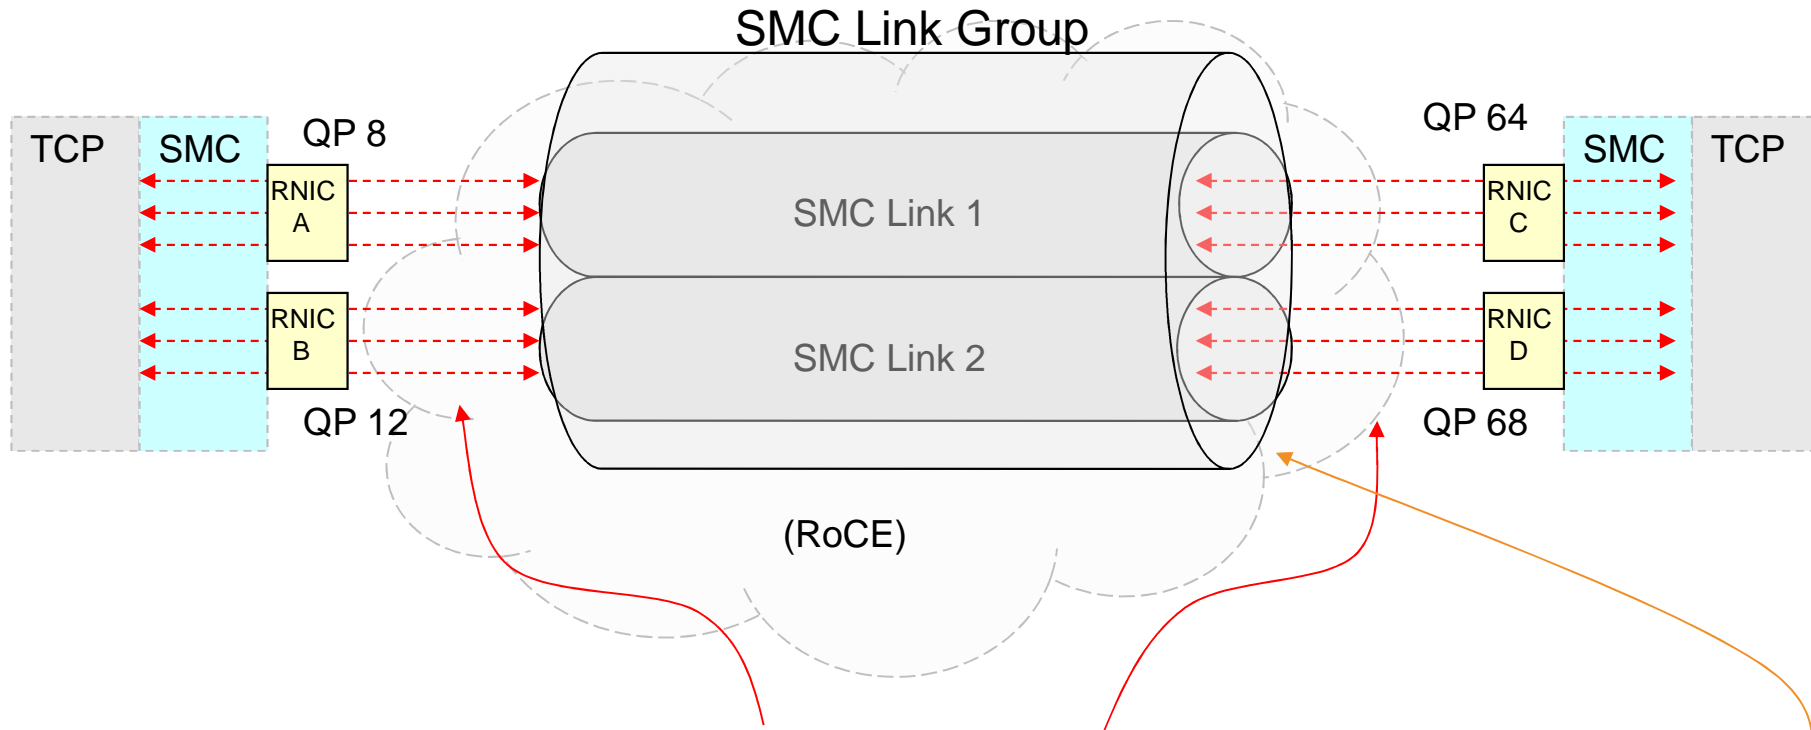 SMC Link Group
TCP
SMC
QP 8
RNIC
A
RNIC
B
QP 12
SMC Link 1
SMC Link 2
(RoCE)
QP 64
RNIC
C
RNIC
D
QP 68
SMC
TCP